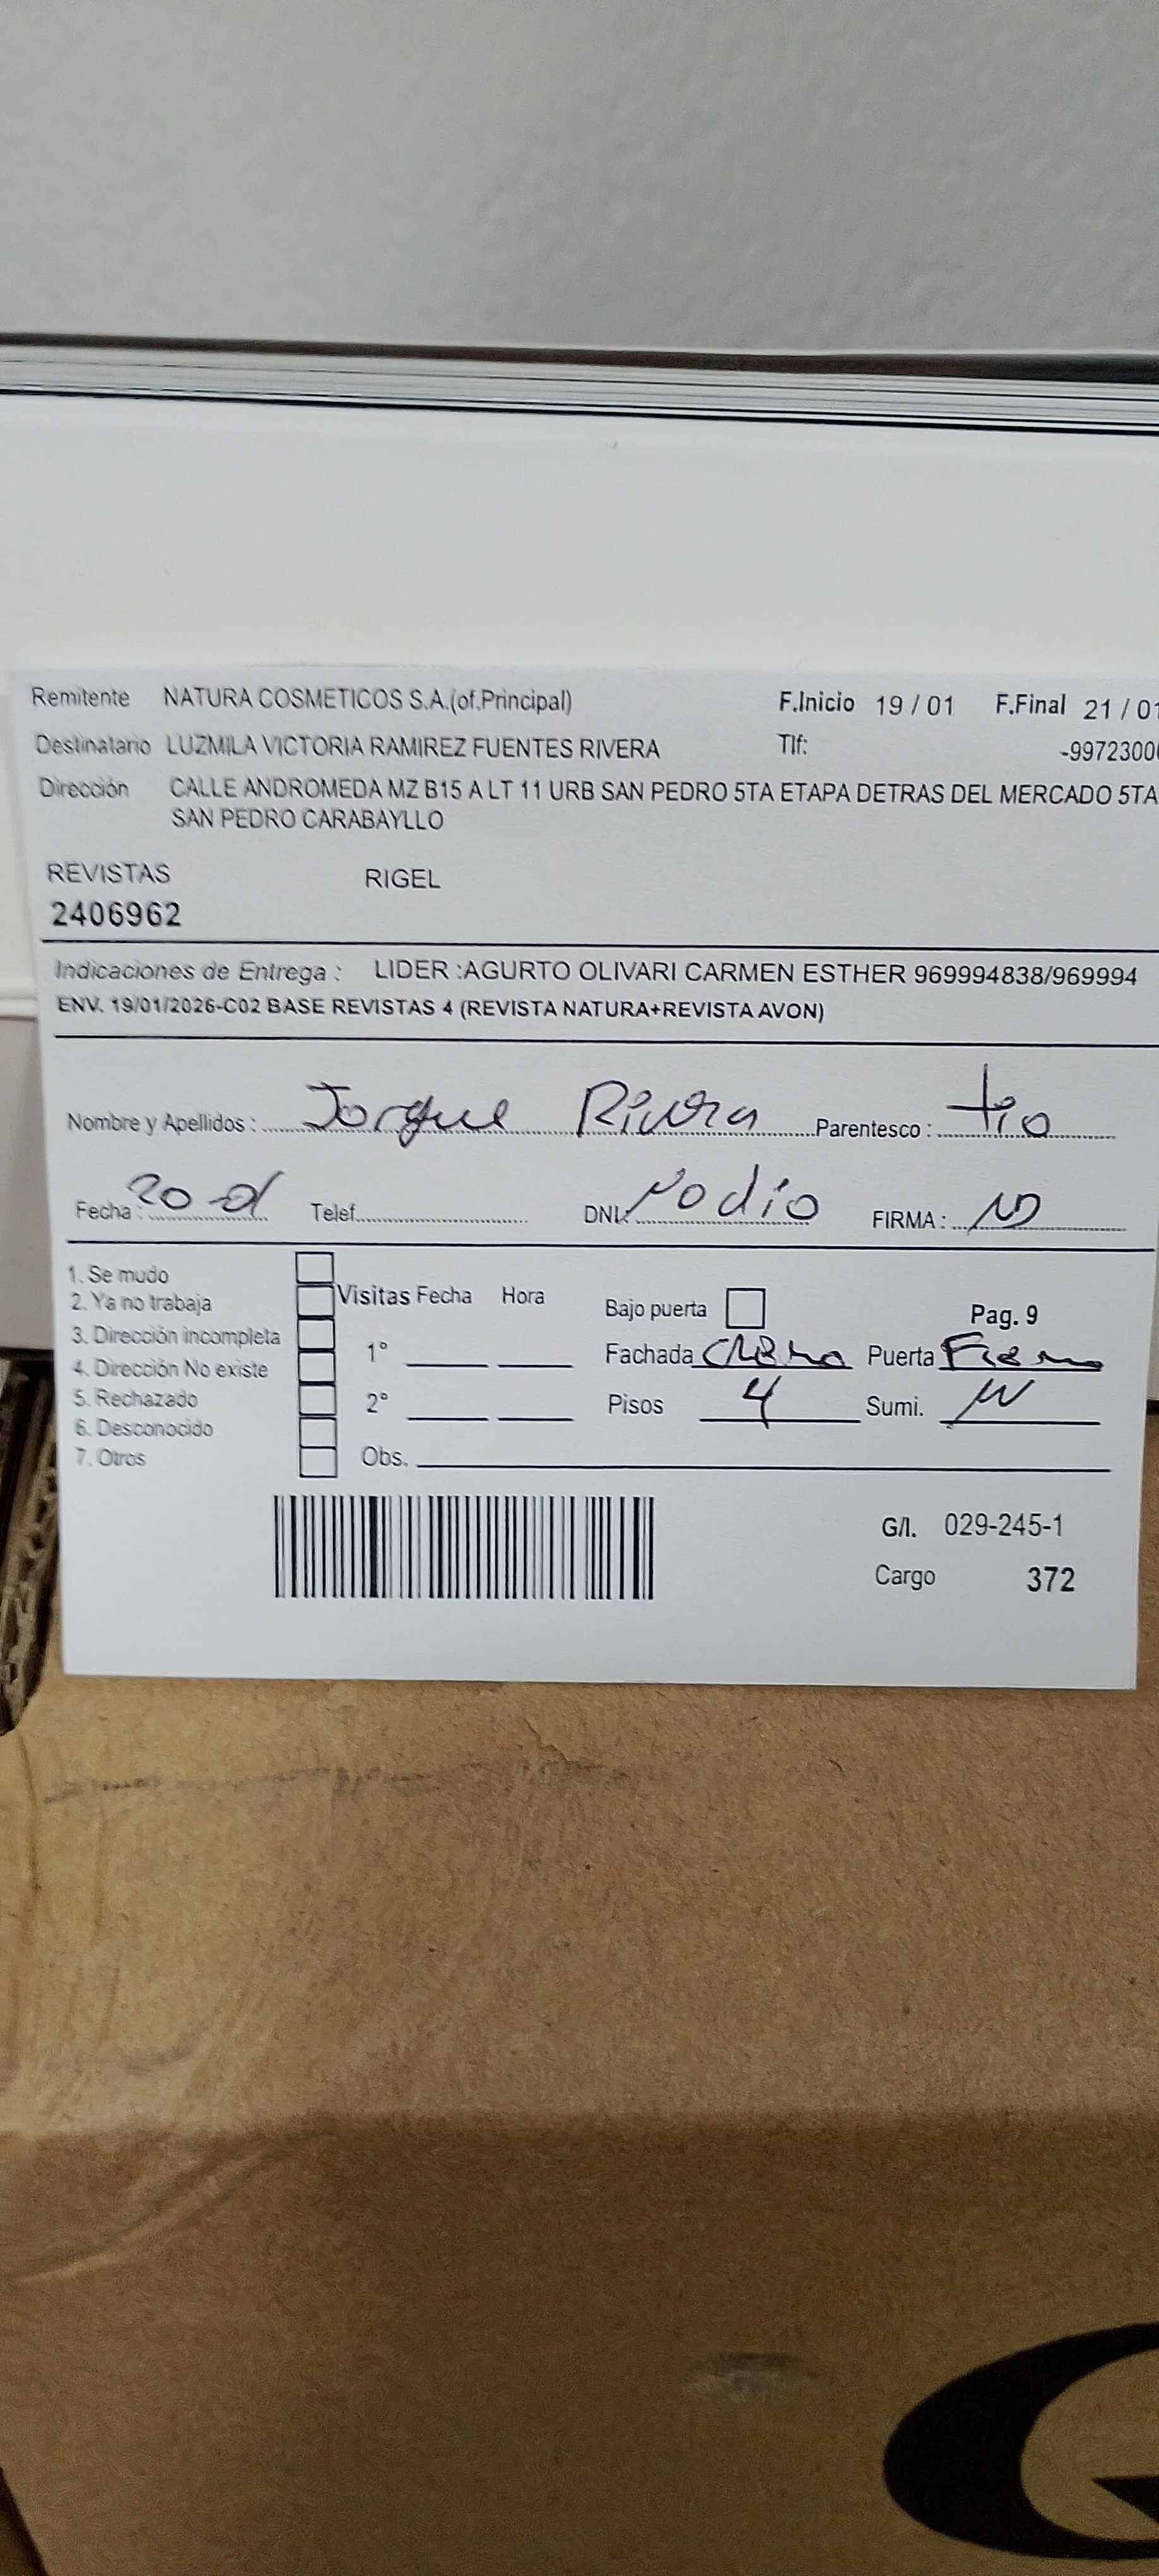 Remitente NATURA COSMETICOS S.A.(of.Principal) F.Inicio 19 / 01 F.Final 21 / 01
Destinatario LUZMILA VICTORIA RAMIREZ FUENTES RIVERA Tlf: -9972300
Dirección CALLE ANDROMEDA MZ B15 A LT 11 URB SAN PEDRO 5TA ETAPA DETRAS DEL MERCADO 5TA
SAN PEDRO CARABAYLLO
REVISTAS RIGEL
2406962
Indicaciones de Entrega : LIDER :AGURTO OLIVARI CARMEN ESTHER 969994838/969994
ENV. 19/01/2026-C02 BASE REVISTAS 4 (REVISTA NATURA+REVISTA AVON)
Nombre y Apellidos : Jorque Rivera Parentesco : tio
Fecha : 20-01 Telef. DNI. No dio FIRMA :
1. Se mudo
2. Ya no trabaja Visitas Fecha Hora Bajo puerta Pag. 9
3. Dirección incompleta
4. Dirección No existe 1° Fachada Puerta
5. Rechazado 2° Pisos 4 Sumi.
6. Desconocido
7. Otros Obs.
G/I. 029-245-1
Cargo 372